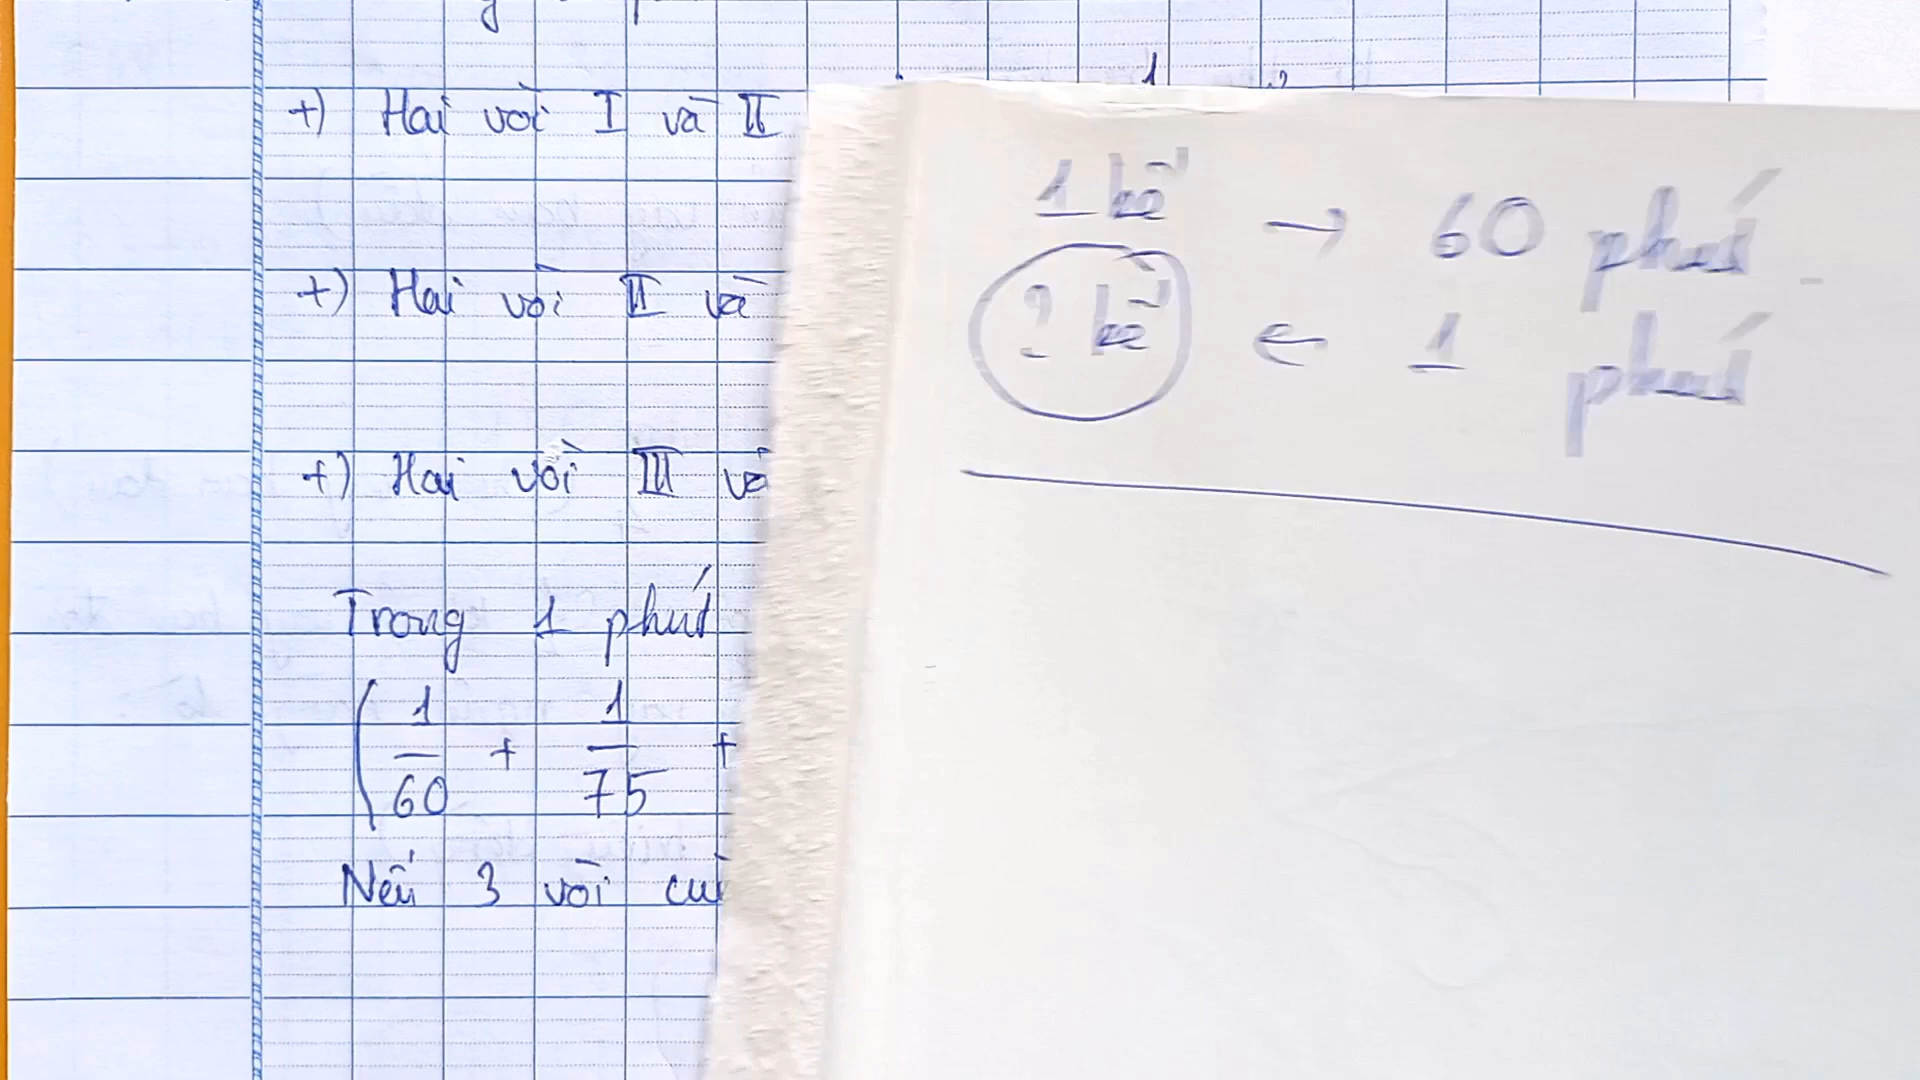 +) Hai vòi I và II
+) Hai vòi II và
+) Hai vòi III và
Trong 1 phút
( 1/60 + 1/75 +
Nếu 3 vòi
1 bể → 60 phút
? bể ← 1 phút